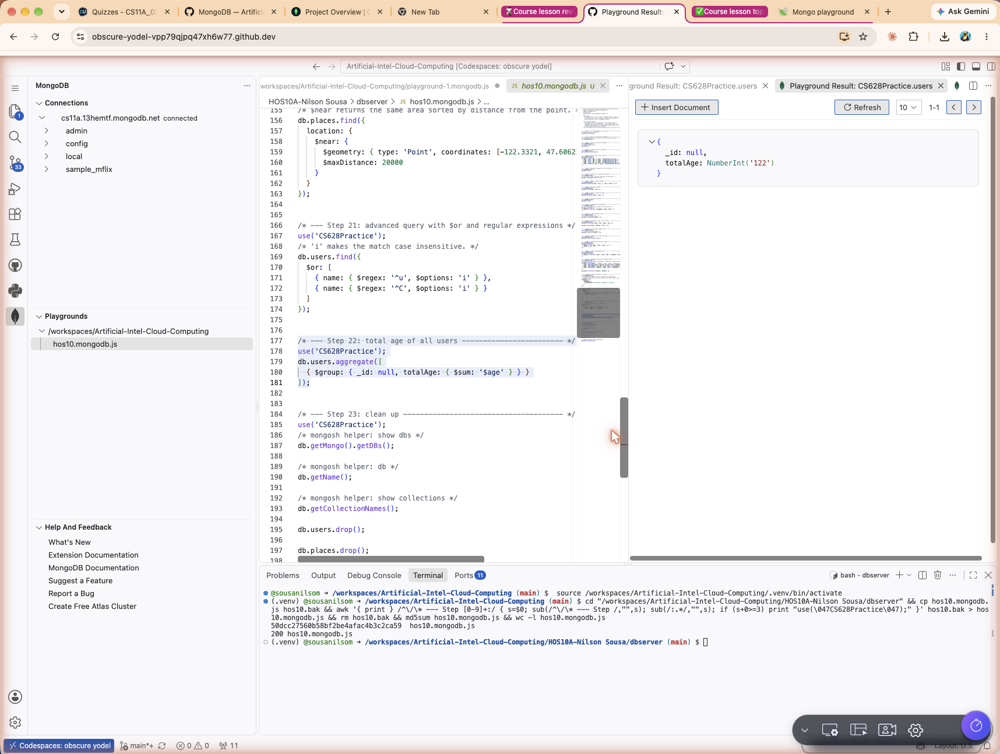 Quizzes - CS11A_02
MongoDB — Artific
Project Overview | C
New Tab
⌛Course lesson rev
Playground Result:
✅Course lesson top
Mongo playground
Ask Gemini
obscure-yodel-vpp79qjpq47xh6w77.github.dev
Artificial-Intel-Cloud-Computing [Codespaces: obscure yodel]
MongoDB
Connections
cs11a.13hemtf.mongodb.net connected
admin
config
local
sample_mflix
Playgrounds
/workspaces/Artificial-Intel-Cloud-Computing
hos10.mongodb.js
Help And Feedback
What's New
Extension Documentation
MongoDB Documentation
Suggest a Feature
Report a Bug
Create Free Atlas Cluster
1
33
workspaces/Artificial-Intel-Cloud-Computing/playground-1.mongodb.js
JS hos10.mongodb.js U
HOS10A-Nilson Sousa > dbserver > JS hos10.mongodb.js > ...
155 /* $near returns the same area sorted by distance from the point.
156 db.places.find({
157 location: {
158 $near: {
159 $geometry: { type: 'Point', coordinates: [-122.3321, 47.6062]
160 $maxDistance: 20000
161 }
162 }
163 });
164
165
166 /* --- Step 21: advanced query with $or and regular expressions */
167 use('CS628Practice');
168 /* 'i' makes the match case insensitive. */
169 db.users.find({
170 $or: [
171 { name: { $regex: '^u', $options: 'i' } },
172 { name: { $regex: '^C', $options: 'i' } }
173 ]
174 });
175
176
177 /* --- Step 22: total age of all users ------------------------ */
178 use('CS628Practice');
179 db.users.aggregate([
180 { $group: { _id: null, totalAge: { $sum: '$age' } } }
181 ]);
182
183
184 /* --- Step 23: clean up -------------------------------------- */
185 use('CS628Practice');
186 /* mongosh helper: show dbs */
187 db.getMongo().getDBs();
188
189 /* mongosh helper: db */
190 db.getName();
191
192 /* mongosh helper: show collections */
193 db.getCollectionNames();
194
195 db.users.drop();
196
197 db.places.drop();
198
ground Result: CS628Practice.users
Playground Result: CS628Practice.users
Insert Document
Refresh
10
1-1
{
_id: null,
totalAge: NumberInt('122')
}
Problems Output Debug Console Terminal Ports 11
bash - dbserver
@sousanilsom → /workspaces/Artificial-Intel-Cloud-Computing (main) $ source /workspaces/Artificial-Intel-Cloud-Computing/.venv/bin/activate
(.venv) @sousanilsom → /workspaces/Artificial-Intel-Cloud-Computing (main) $ cd "/workspaces/Artificial-Intel-Cloud-Computing/HOS10A-Nilson Sousa/dbserver" && cp hos10.mongodb.
js hos10.bak && awk '{ print } /^\/\* --- Step [0-9]+:/ { s=$0; sub(/^\/\* --- Step /,"",s); sub(/:.*/,"",s); if (s+0>=3) print "use(\047CS628Practice\047);" }' hos10.bak > hos
10.mongodb.js && rm hos10.bak && md5sum hos10.mongodb.js && wc -l hos10.mongodb.js
50dcc27560b58bf2be4afac4b3c2ca59 hos10.mongodb.js
200 hos10.mongodb.js
(.venv) @sousanilsom → /workspaces/Artificial-Intel-Cloud-Computing/HOS10A-Nilson Sousa/dbserver (main) $
Codespaces: obscure yodel
main*+
0 0
11
Layout: U.S.